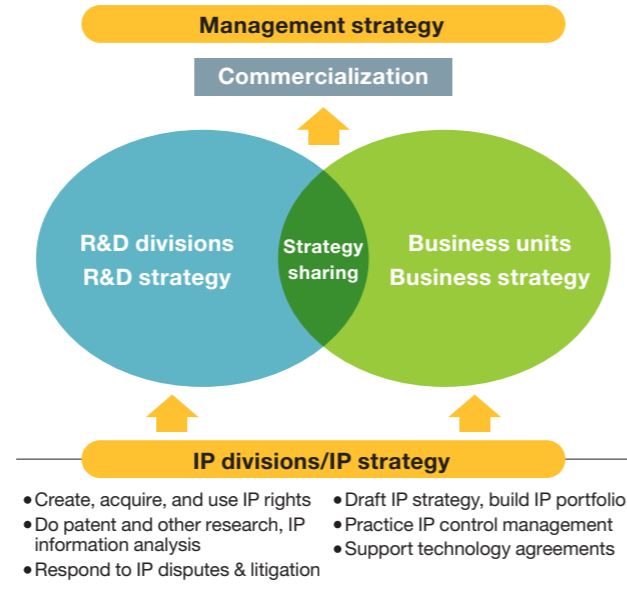 Management strategy
Commercialization
R&D divisions
R&D strategy
Strategy
sharing
Business units
Business strategy
IP divisions/IP strategy
• Create, acquire, and use IP rights
• Do patent and other research, IP
information analysis
• Respond to IP disputes & litigation
• Draft IP strategy, build IP portfolio
• Practice IP control management
• Support technology agreements